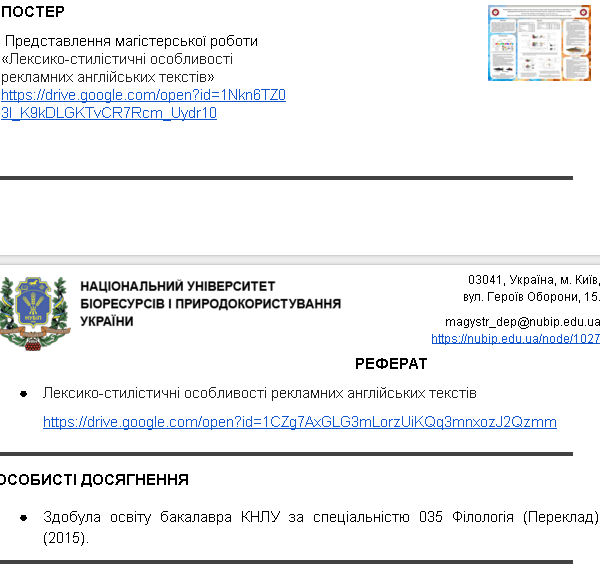 ПОСТЕР
Представлення магістерської роботи
«Лексико-стилістичні особливості
рекламних англійських текстів»
https://drive.google.com/open?id=1Nkn6TZ0
3I_K9kDLGKTvCR7Rcm_Uydr10
НАЦІОНАЛЬНИЙ УНІВЕРСИТЕТ
БІОРЕСУРСІВ І ПРИРОДОКОРИСТУВАННЯ
УКРАЇНИ
НУБІП
03041, Україна, м. Київ,
вул. Героїв Оборони, 15.
magystr_dep@nubip.edu.ua
https://nubip.edu.ua/node/1027
РЕФЕРАТ
● Лексико-стилістичні особливості рекламних англійських текстів
https://drive.google.com/open?id=1CZg7AxGLG3mLorzUiKQq3mnxozJ2Qzmm
ОСОБИСТІ ДОСЯГНЕННЯ
● Здобула освіту бакалавра КНЛУ за спеціальністю 035 Філологія (Переклад)
(2015).